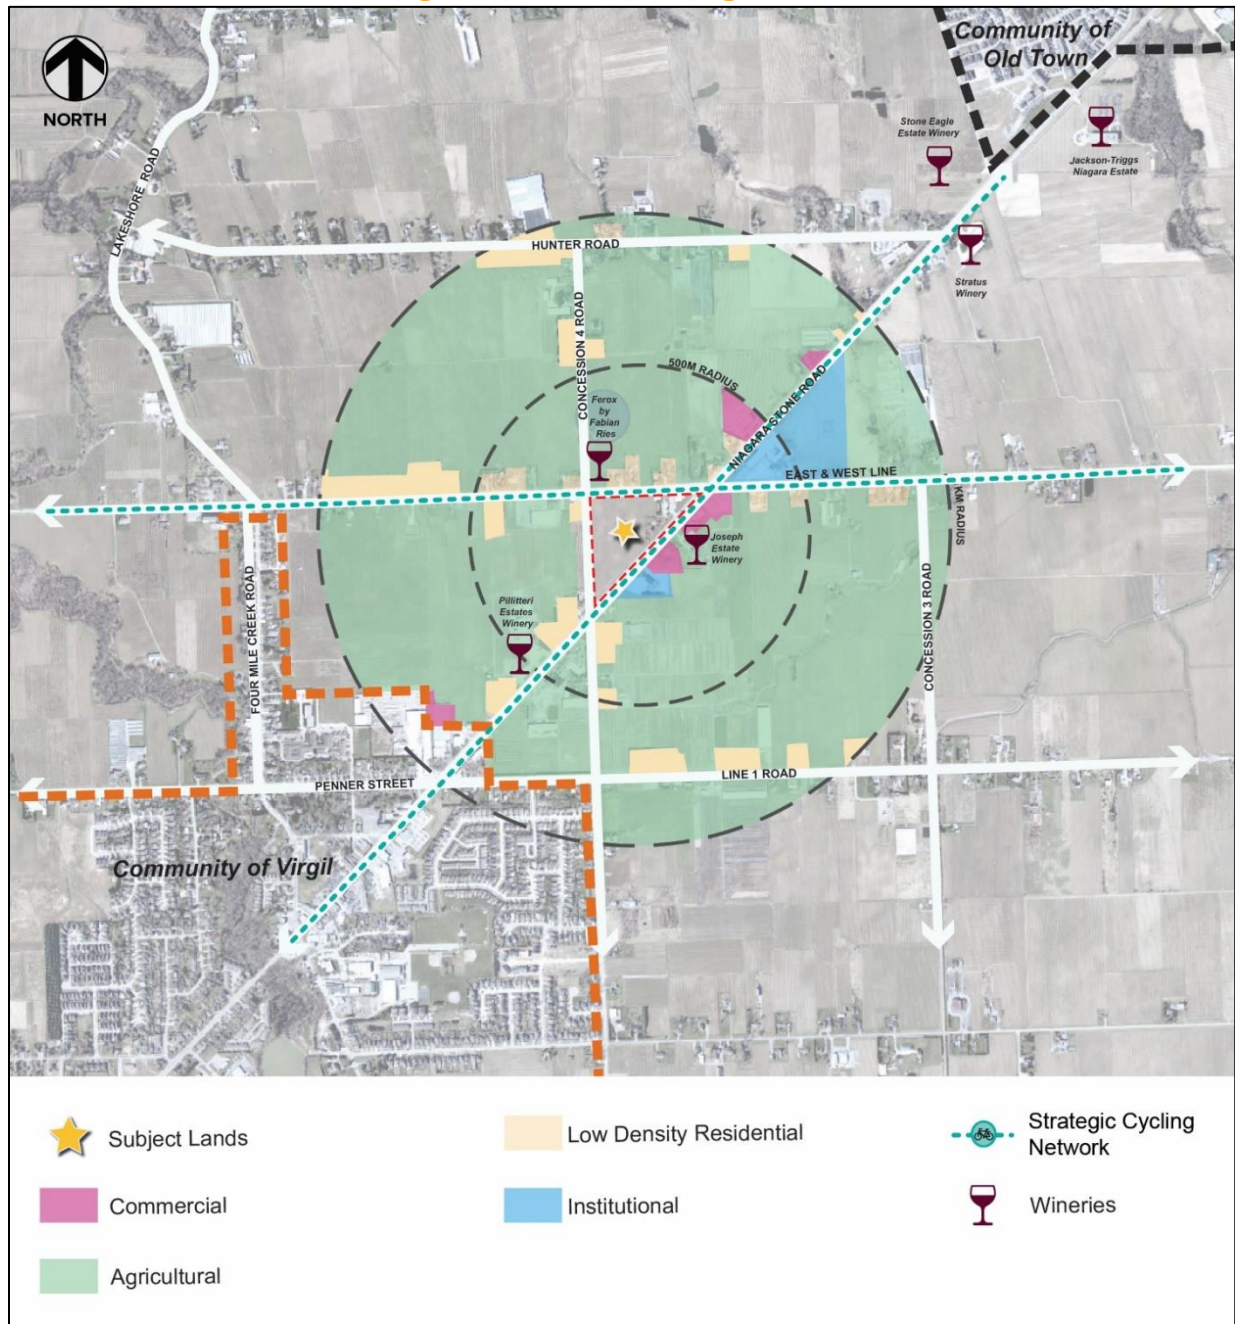 NORTH
Community of
Old Town
Stone Eagle
Estate Winery
Jackson-Triggs
Niagara Estate
LAKESHORE ROAD
HUNTER ROAD
Stratus
Winery
CONCESSION 4 ROAD
500M RADIUS
NIAGARA STONE ROAD
Ferox
by
Fabian
Ries
EAST & WEST LINE
KM RADIUS
Joseph
Estate
Winery
Pillitteri
Estates
Winery
FOUR MILE CREEK ROAD
CONCESSION 3 ROAD
PENNER STREET
LINE 1 ROAD
Community of Virgil
Subject Lands
Low Density Residential
Strategic Cycling
Network
Commercial
Institutional
Wineries
Agricultural